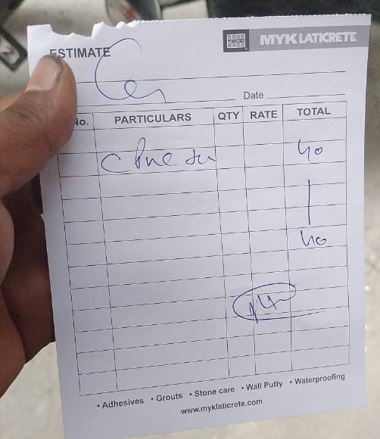 ESTIMATE MYK LATICRETE
Date
No. PARTICULARS QTY RATE TOTAL
40
40
• Adhesives • Grouts • Stone care • Wall Putty • Waterproofing
www.myklaticrete.com